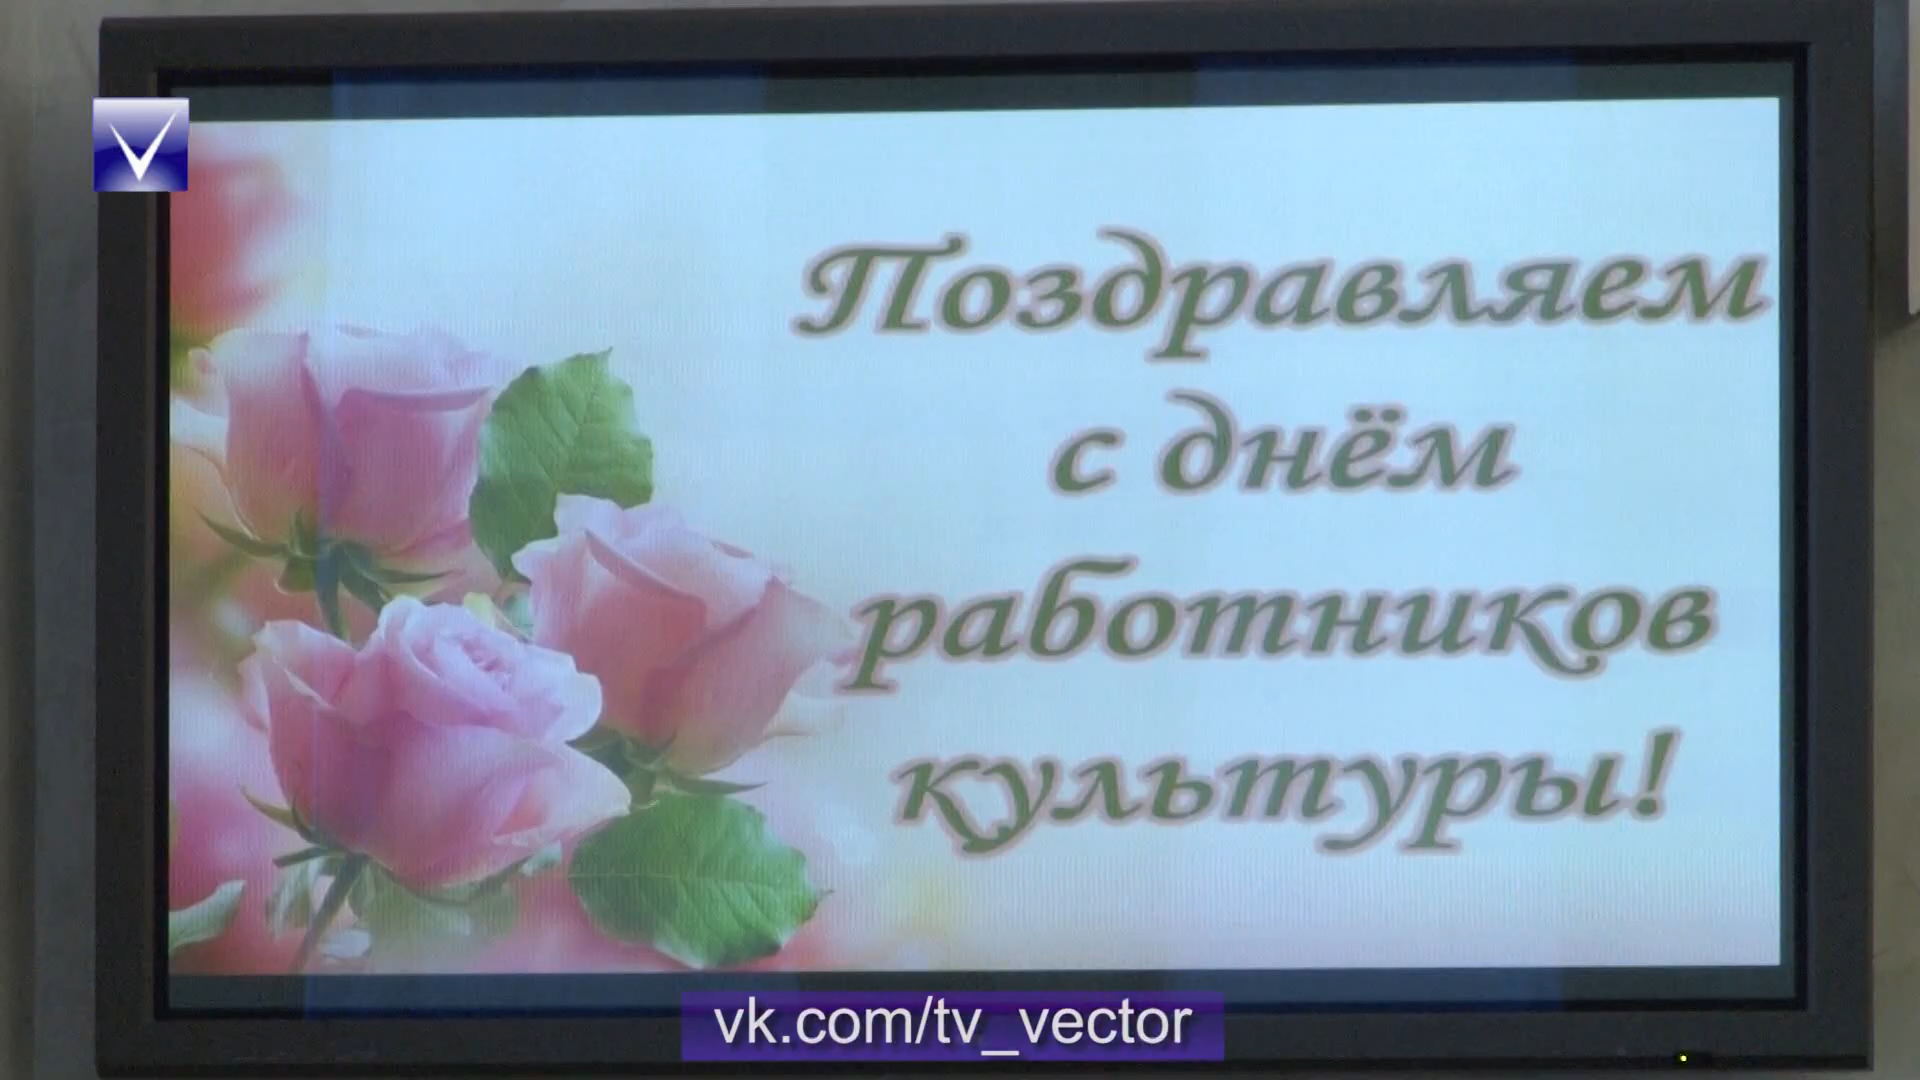 Поздравляем
с днём
работников
культуры!
vk.com/tv_vector